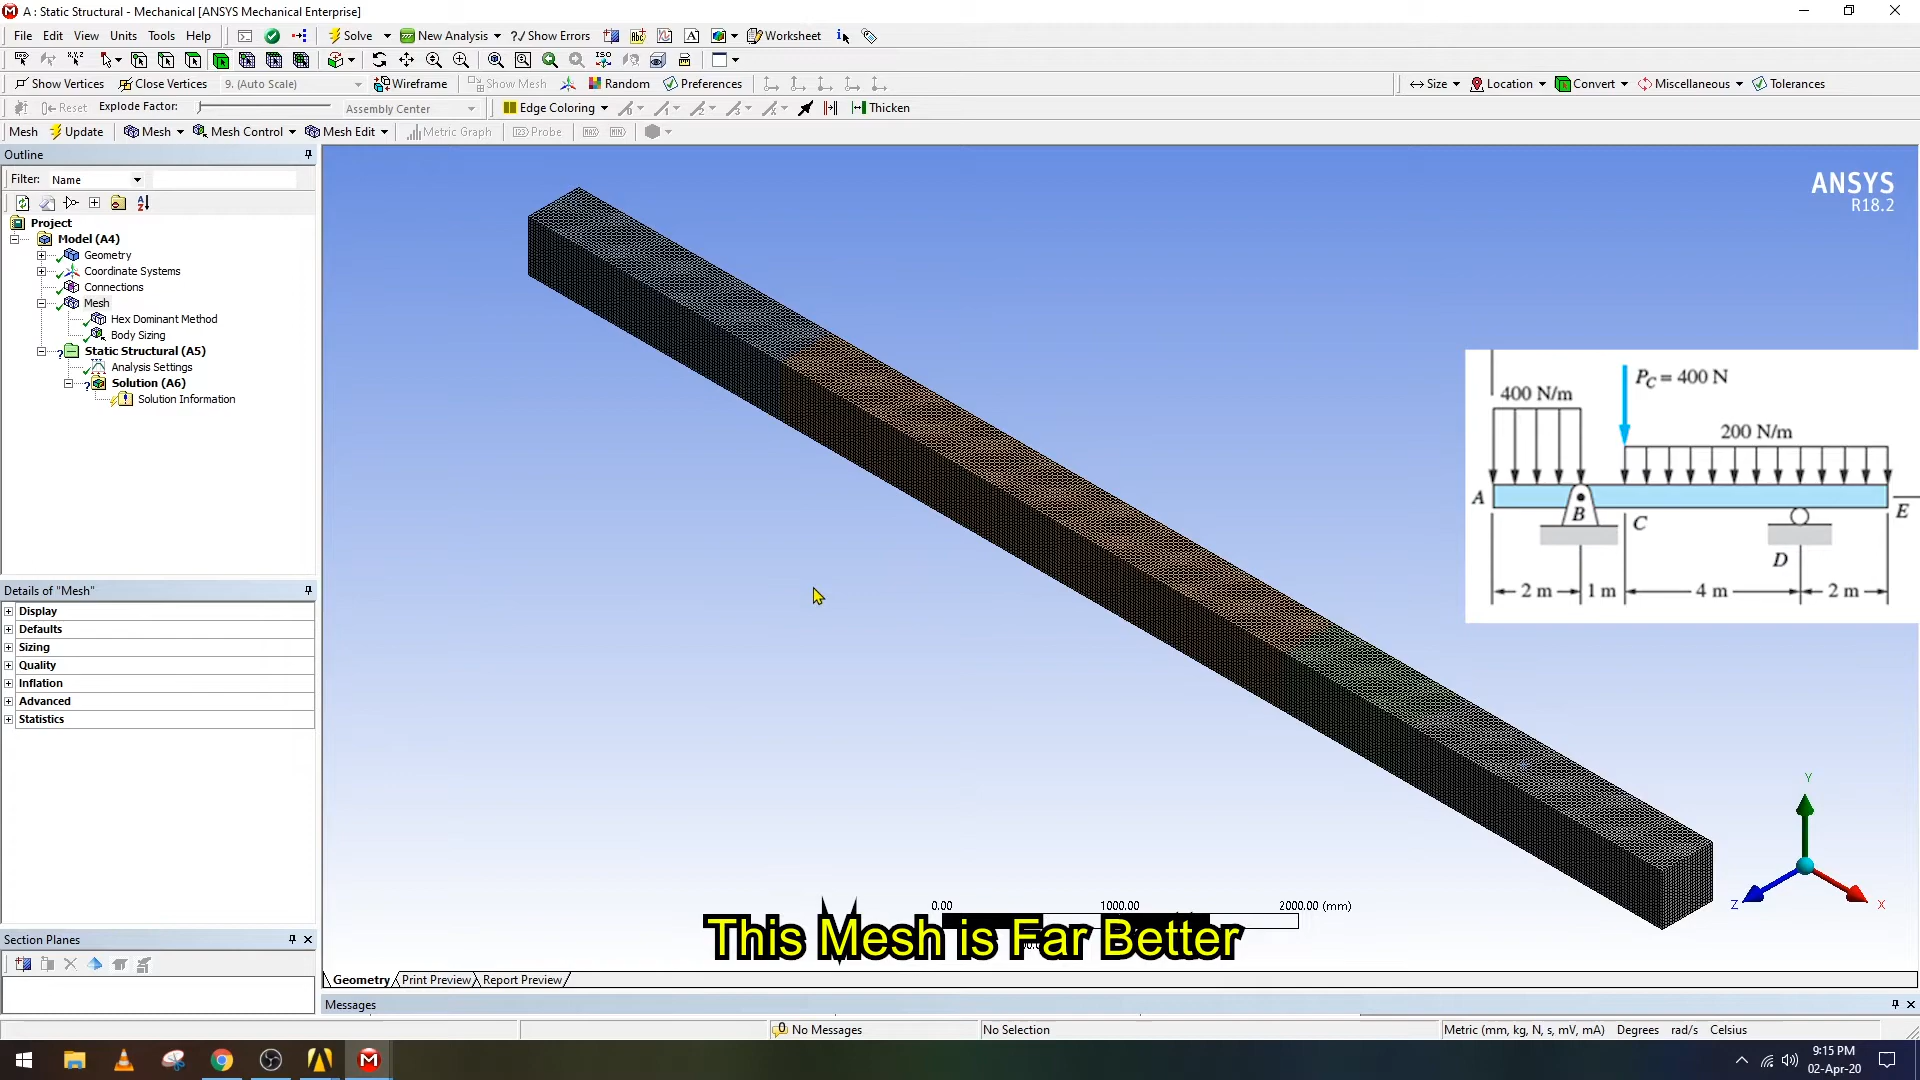 A : Static Structural - Mechanical [ANSYS Mechanical Enterprise]
File Edit View Units Tools Help Solve New Analysis ?/Show Errors Worksheet
Show Vertices Close Vertices 9. (Auto Scale) Wireframe Show Mesh Random Preferences Size Location Convert Miscellaneous Tolerances
Reset Explode Factor: Assembly Center Edge Coloring Thicken
Mesh Update Mesh Mesh Control Mesh Edit Metric Graph Probe MAX MIN
Outline
Filter: Name
Project
Model (A4)
Geometry
Coordinate Systems
Connections
Mesh
Hex Dominant Method
Body Sizing
Static Structural (A5)
Analysis Settings
Solution (A6)
Solution Information
Details of "Mesh"
Display
Defaults
Sizing
Quality
Inflation
Advanced
Statistics
Section Planes
ANSYS
R18.2
PC = 400 N
400 N/m
200 N/m
A
B
C
D
E
2 m 1 m 4 m 2 m
Y
Z
X
0.00 1000.00 2000.00 (mm)
This Mesh is Far Better
Geometry Print Preview Report Preview
Messages
0 No Messages No Selection Metric (mm, kg, N, s, mV, mA) Degrees rad/s Celsius
9:15 PM
02-Apr-20